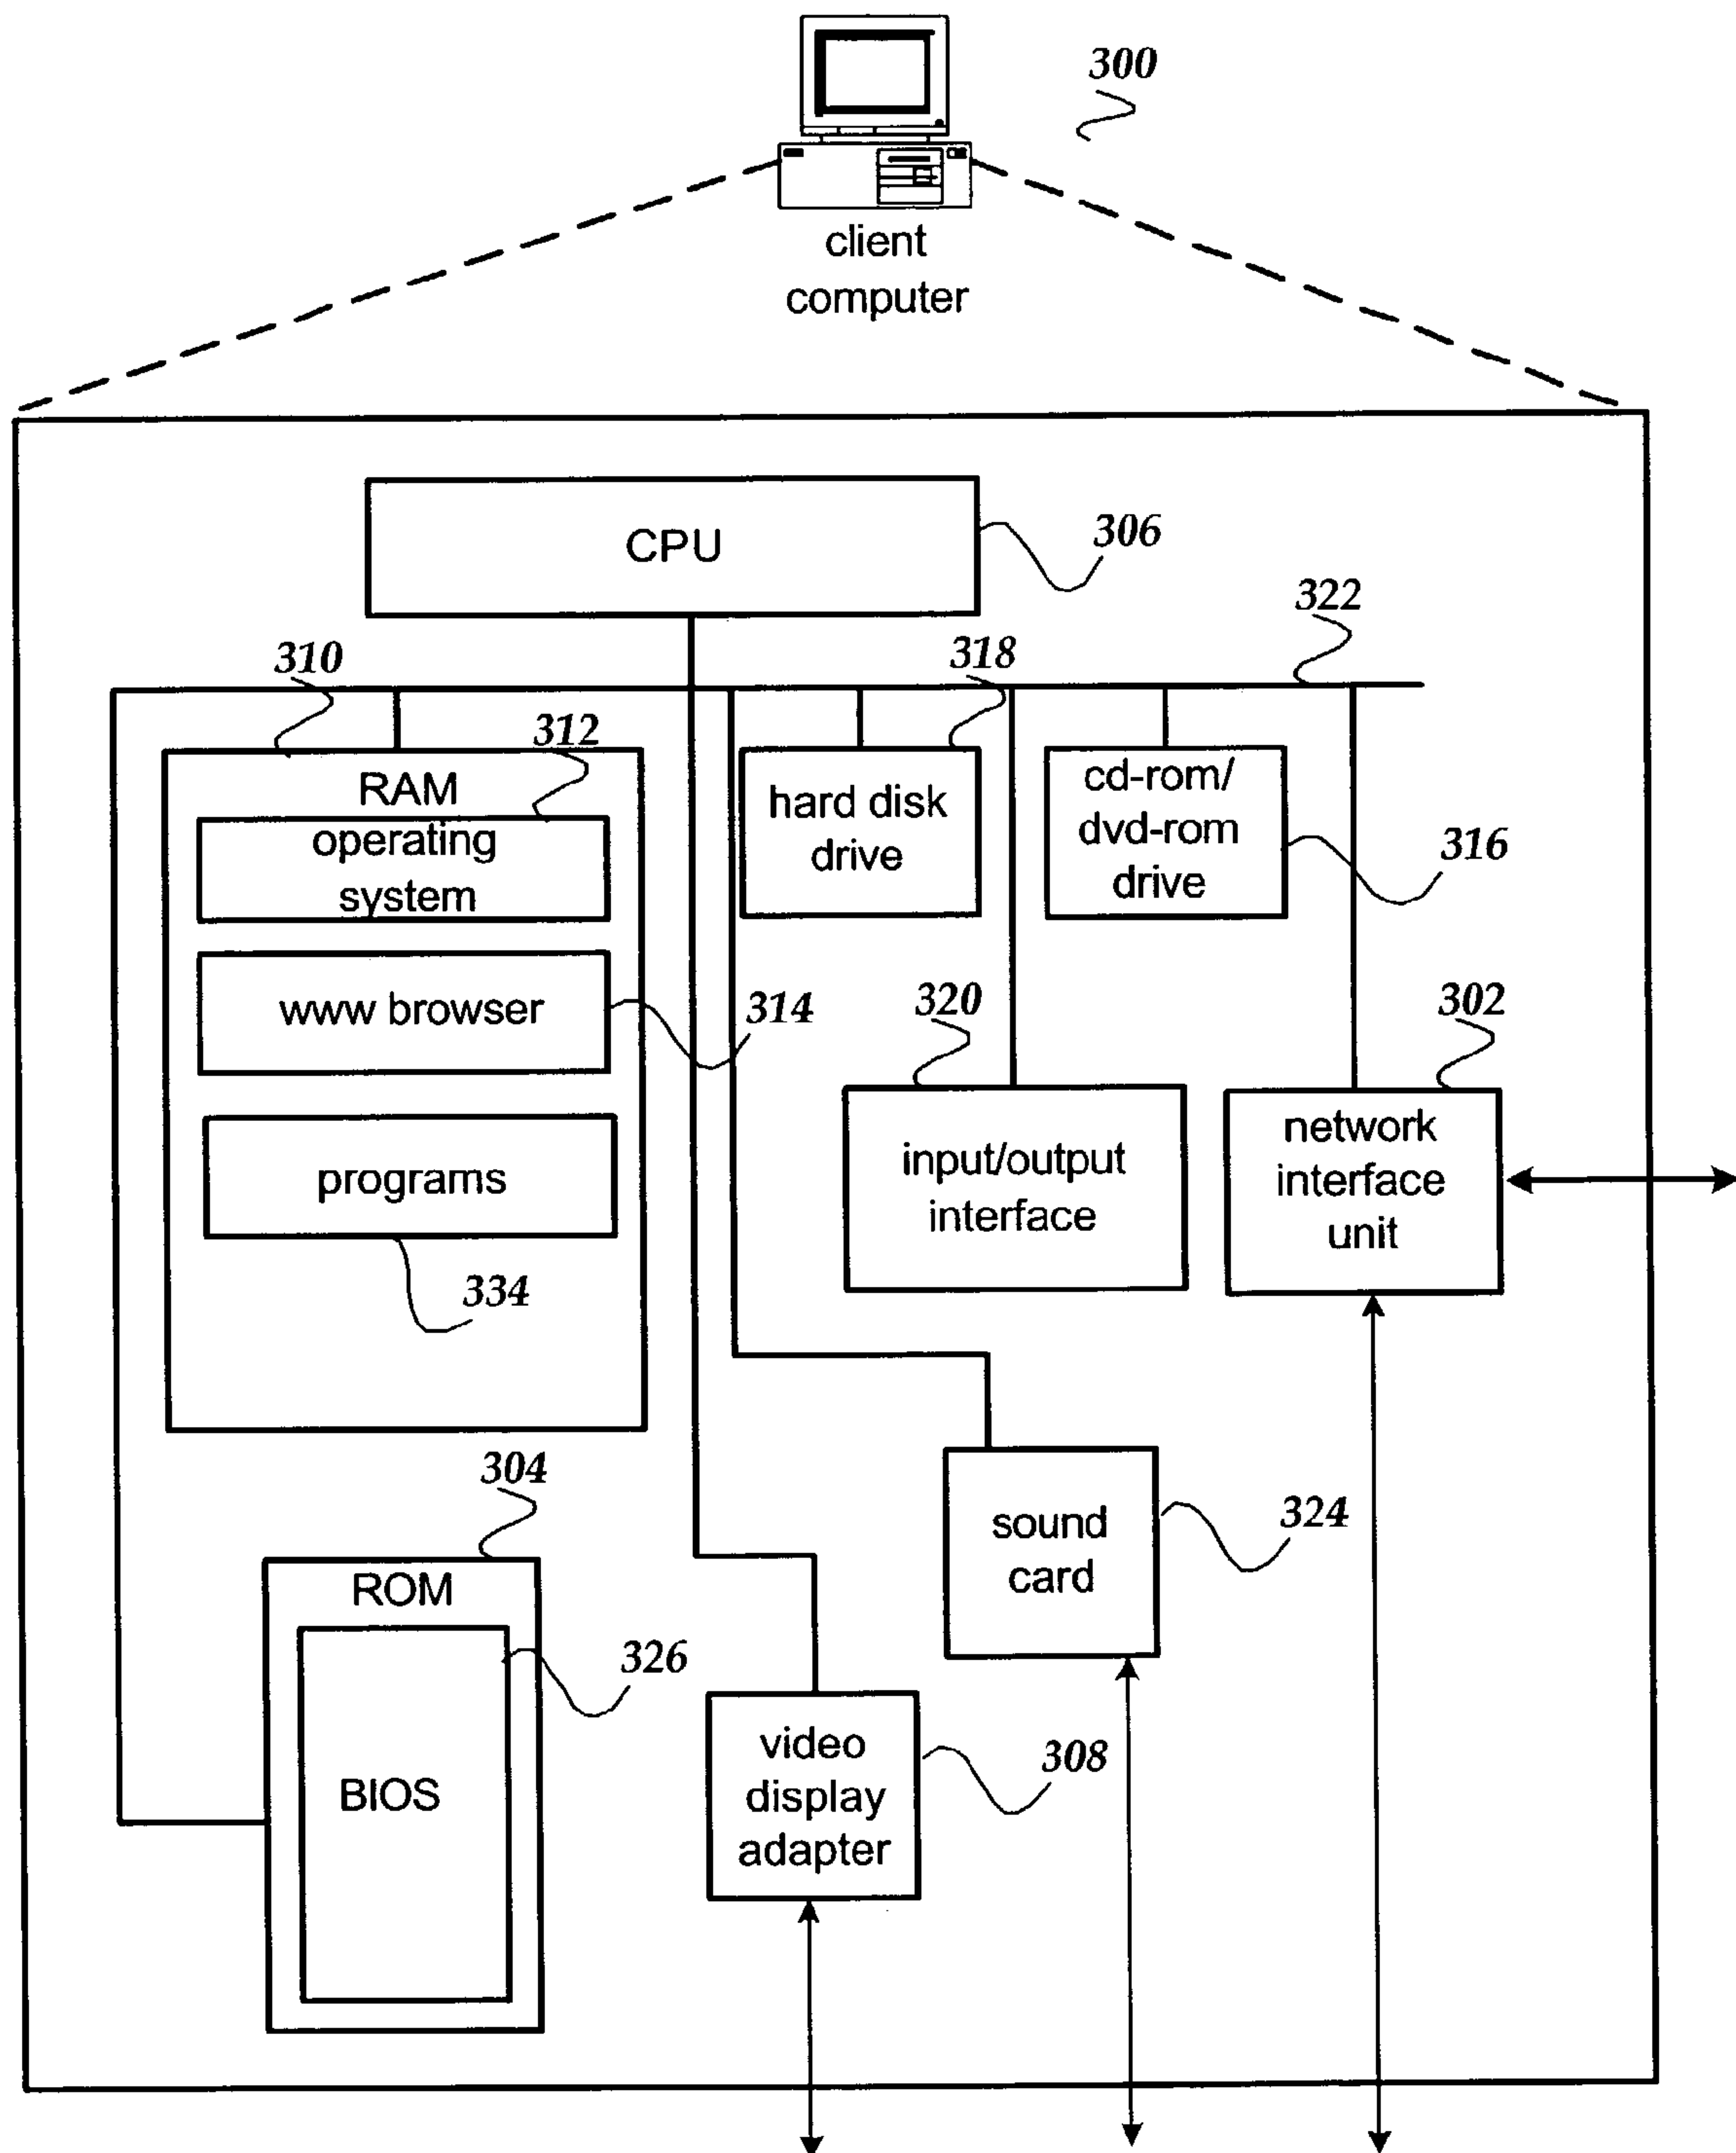 300
client
computer
CPU
306
322
310
318
312
RAM
operating
system
hard disk
drive
cd-rom/
dvd-rom
drive
316
www browser
314
320
302
input/output
interface
network
interface
unit
programs
334
304
ROM
326
BIOS
sound
card
324
video
display
adapter
308